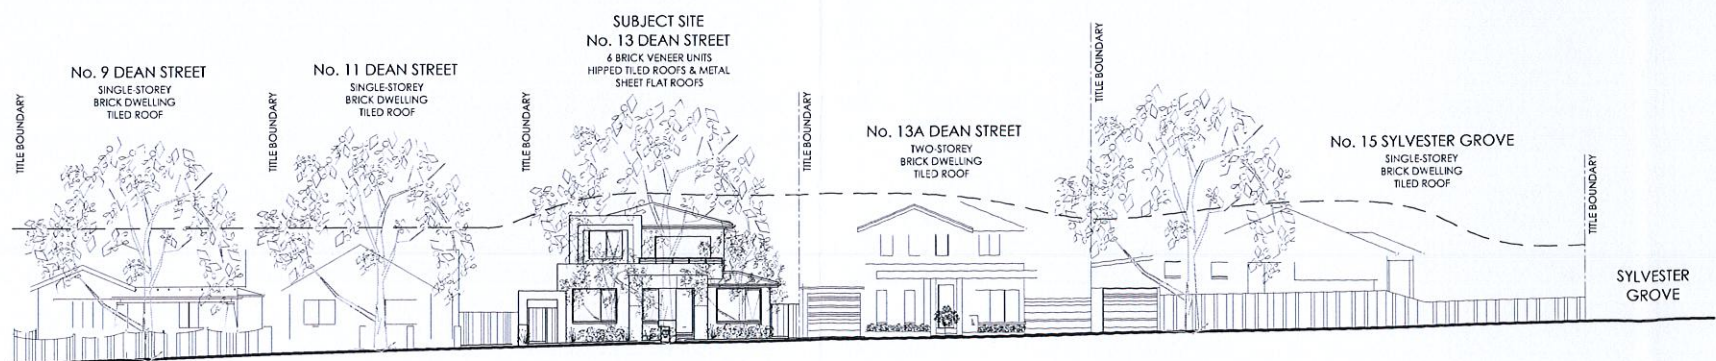 TITLE BOUNDARY
No. 9 DEAN STREET
SINGLE-STOREY
BRICK DWELLING
TILED ROOF
TITLE BOUNDARY
No. 11 DEAN STREET
SINGLE-STOREY
BRICK DWELLING
TILED ROOF
TITLE BOUNDARY
SUBJECT SITE
No. 13 DEAN STREET
6 BRICK VENEER UNITS
HIPPED TILED ROOFS & METAL
SHEET FLAT ROOFS
TITLE BOUNDARY
No. 13A DEAN STREET
TWO-STOREY
BRICK DWELLING
TILED ROOF
TITLE BOUNDARY
No. 15 SYLVESTER GROVE
SINGLE-STOREY
BRICK DWELLING
TILED ROOF
TITLE BOUNDARY
SYLVESTER
GROVE